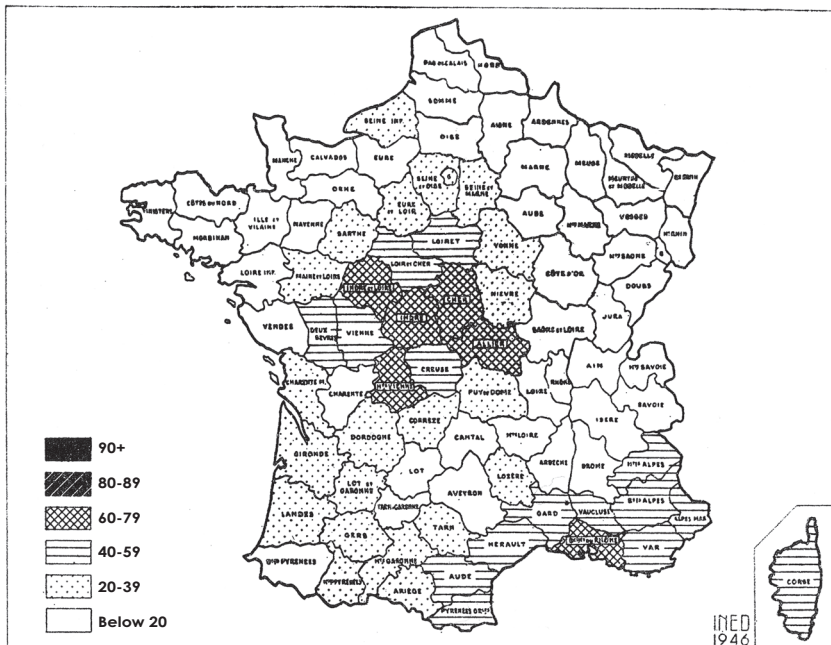 PAS DE CALAIS
NORD
SOMME
SEINE INF.
OISE
AISNE
ARDENNES
MANCHE
CALVADOS
EURE
SEINE ET OISE
SEINE ET MARNE
MARNE
MEUSE
MOSELLE
MEURTHE ET MOSELLE
BAS RHIN
FINISTERE
CÔTES DU NORD
ORNE
EURE ET LOIR
AUBE
Hte MARNE
VOSGES
Ht RHIN
MORBIHAN
ILLE ET VILAINE
MAYENNE
SARTHE
LOIRET
YONNE
LOIR ET CHER
CÔTE D'OR
Hte SAONE
DOUBS
LOIRE INF.
MAINE ET LOIRE
INDRE ET LOIRE
CHER
NIEVRE
JURA
VENDEE
DEUX SEVRES
VIENNE
INDRE
ALLIER
SAÔNE ET LOIRE
CHARENTE M.
CHARENTE
Hte VIENNE
CREUSE
PUY DE DOME
LOIRE
RHÔNE
AIN
Hte SAVOIE
SAVOIE
ISERE
CORREZE
DORDOGNE
GIRONDE
CANTAL
Hte LOIRE
ARDECHE
DROME
Htes ALPES
LOT
LOT ET GARONNE
AVEYRON
LOZERE
Bses ALPES
ALPES MAR.
LANDES
TARN & GARONNE
GARD
VAUCLUSE
GERS
TARN
HERAULT
Bches DU RHONE
VAR
Bses PYRENEES
Htes PYRENEES
Hte GARONNE
ARIEGE
AUDE
PYRENEES ORles
CORSE
90+
80-89
60-79
40-59
20-39
Below 20
INED
1946